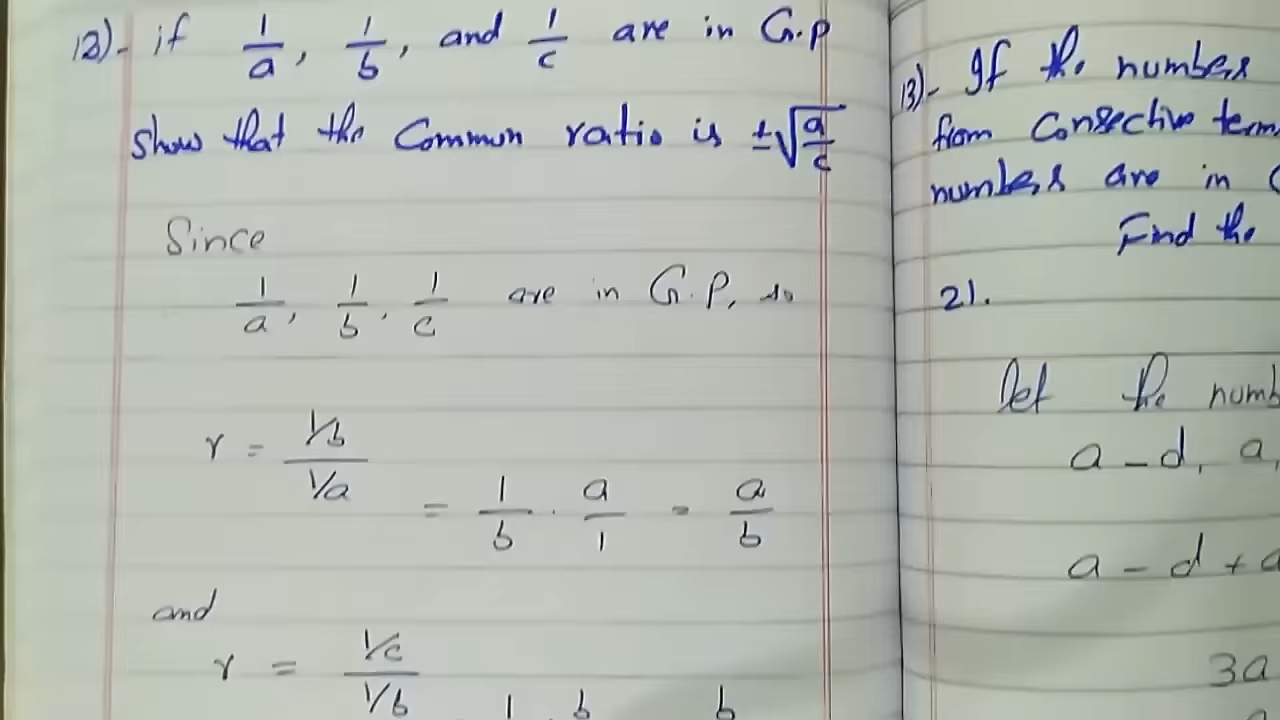 12)- if 1/a, 1/b, and 1/c are in G.P
show that the Common ratio is ±√(a/c)
Since
1/a, 1/b, 1/c are in G.P, so
r = (1/b)/(1/a)
= 1/b · a/1 = a/b
and
r = (1/c)/(1/b)
1 b b
13)- If the numbers
from Consective term
numbers are in
Find the
21.
Let the numb
a - d, a,
a - d + a
3a